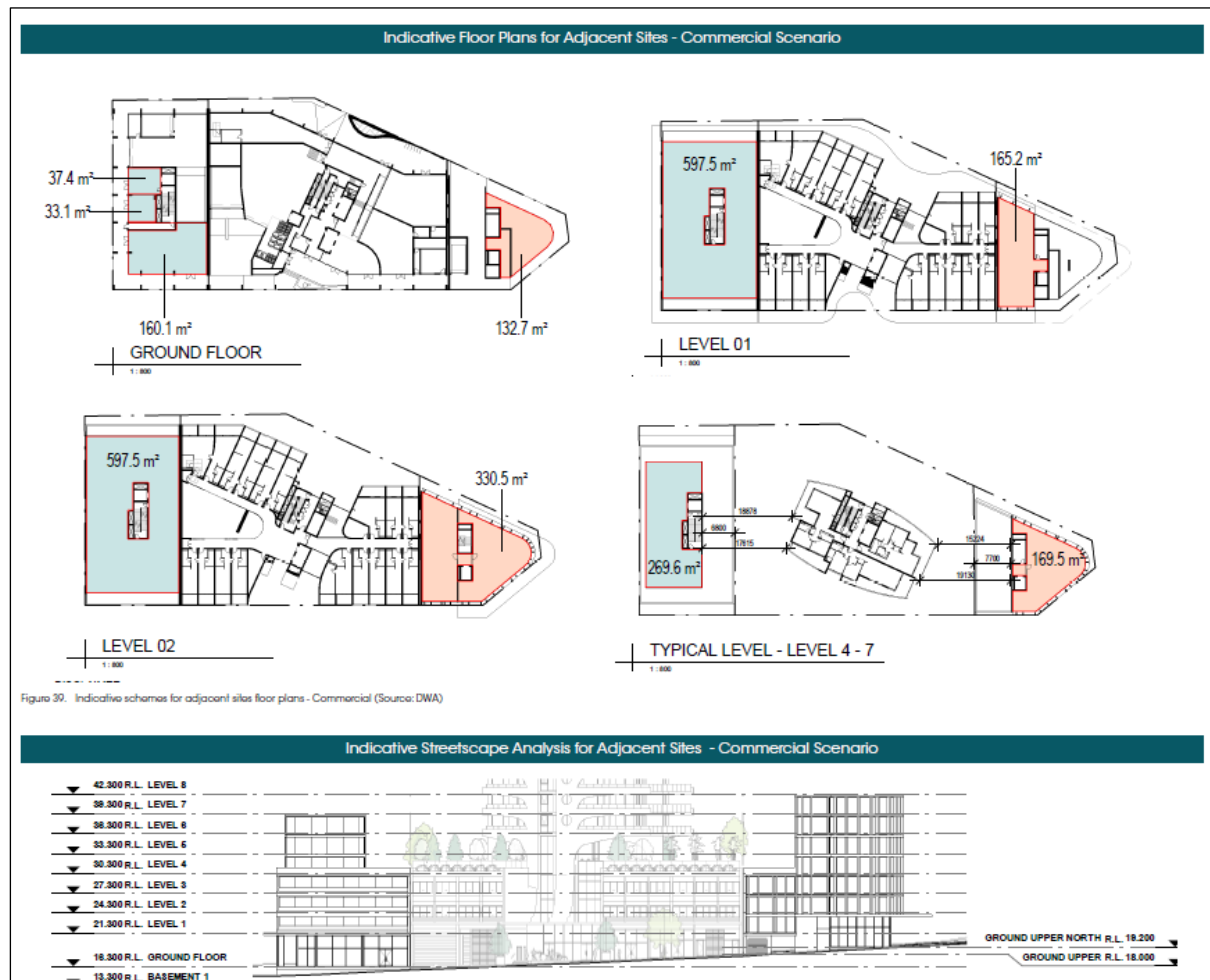 Indicative Floor Plans for Adjacent Sites - Commercial Scenario
37.4 m²
33.1 m²
160.1 m²
132.7 m²
GROUND FLOOR
1 : 800
597.5 m²
165.2 m²
LEVEL 01
1 : 800
597.5 m²
330.5 m²
LEVEL 02
1 : 800
18878
6800
17815
269.6 m²
15224
7700
19130
169.5 m²
TYPICAL LEVEL - LEVEL 4 - 7
1 : 800
Figure 39. Indicative schemes for adjacent sites floor plans - Commercial (Source: DWA)
Indicative Streetscape Analysis for Adjacent Sites - Commercial Scenario
42.300 R.L. LEVEL 8
39.300 R.L. LEVEL 7
36.300 R.L. LEVEL 6
33.300 R.L. LEVEL 5
30.300 R.L. LEVEL 4
27.300 R.L. LEVEL 3
24.300 R.L. LEVEL 2
21.300 R.L. LEVEL 1
GROUND UPPER NORTH R.L. 19.200
16.300 R.L. GROUND FLOOR
GROUND UPPER R.L. 18.000
13.300 R.L. BASEMENT 1